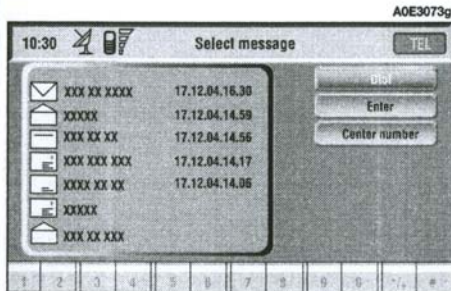 A0E3073g
10:30 Select message TEL
XXX XX XXXX 17.12.04.16.30
XXXXX 17.12.04.14.59
XXX XX XX 17.12.04.14.56
XXX XXX XXX 17.12.04.14.17
XXXX XX XX 17.12.04.14.06
XXXXX
XXX XX XXX
Dial
Enter
Center number
1 2 3 4 5 6 7 8 9 0 */, #